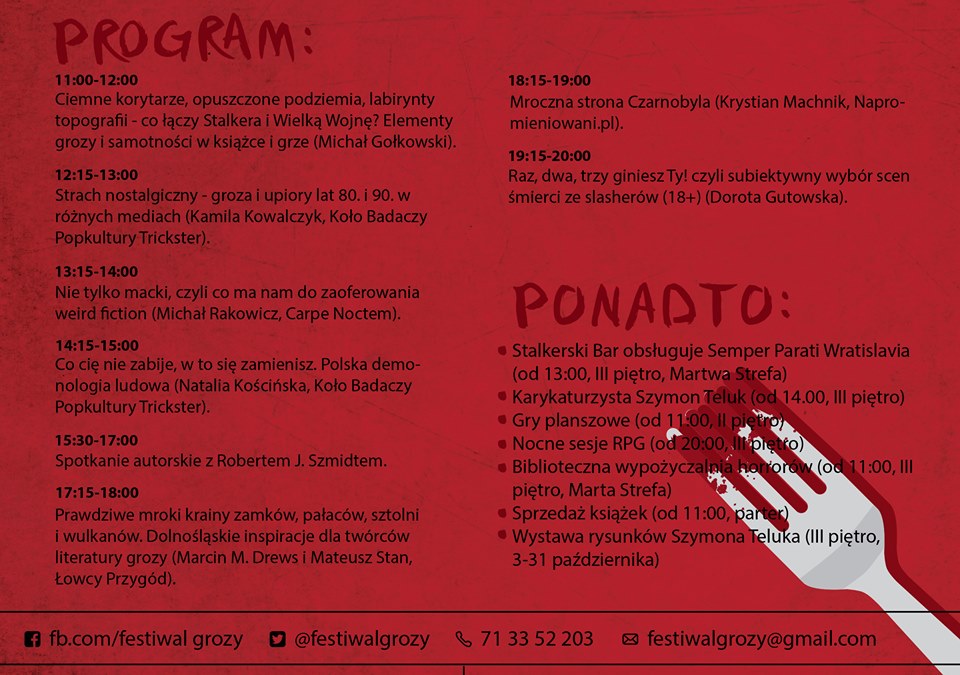 PROGRAM:
11:00-12:00
Ciemne korytarze, opuszczone podziemia, labirynty
topografii - co łączy Stalkera i Wielką Wojnę? Elementy
grozy i samotności w książce i grze (Michał Gołkowski).
12:15-13:00
Strach nostalgiczny - groza i upiory lat 80. i 90. w
różnych mediach (Kamila Kowalczyk, Koło Badaczy
Popkultury Trickster).
13:15-14:00
Nie tylko macki, czyli co ma nam do zaoferowania
weird fiction (Michał Rakowicz, Carpe Noctem).
14:15-15:00
Co cię nie zabije, w to się zamienisz. Polska demo-
nologia ludowa (Natalia Kościńska, Koło Badaczy
Popkultury Trickster).
15:30-17:00
Spotkanie autorskie z Robertem J. Szmidtem.
17:15-18:00
Prawdziwe mroki krainy zamków, pałaców, sztolni
i wulkanów. Dolnośląskie inspiracje dla twórców
literatury grozy (Marcin M. Drews i Mateusz Stan,
Łowcy Przygód).
18:15-19:00
Mroczna strona Czarnobyla (Krystian Machnik, Napro-
mieniowani.pl).
19:15-20:00
Raz, dwa, trzy giniesz Ty! czyli subiektywny wybór scen
śmierci ze slasherów (18+) (Dorota Gutowska).
PONADTO:
Stalkerski Bar obsługuje Semper Parati Wratislavia
(od 13:00, III piętro, Martwa Strefa)
Karykaturzysta Szymon Teluk (od 14.00, III piętro)
Gry planszowe (od 11:00, II piętro)
Nocne sesje RPG (od 20:00, III piętro)
Biblioteczna wypożyczalnia horrorów (od 11:00, III
piętro, Marta Strefa)
Sprzedaż książek (od 11:00, parter)
Wystawa rysunków Szymona Teluka (III piętro,
3-31 października)
fb.com/festiwal grozy @festiwalgrozy 71 33 52 203 festiwalgrozy@gmail.com